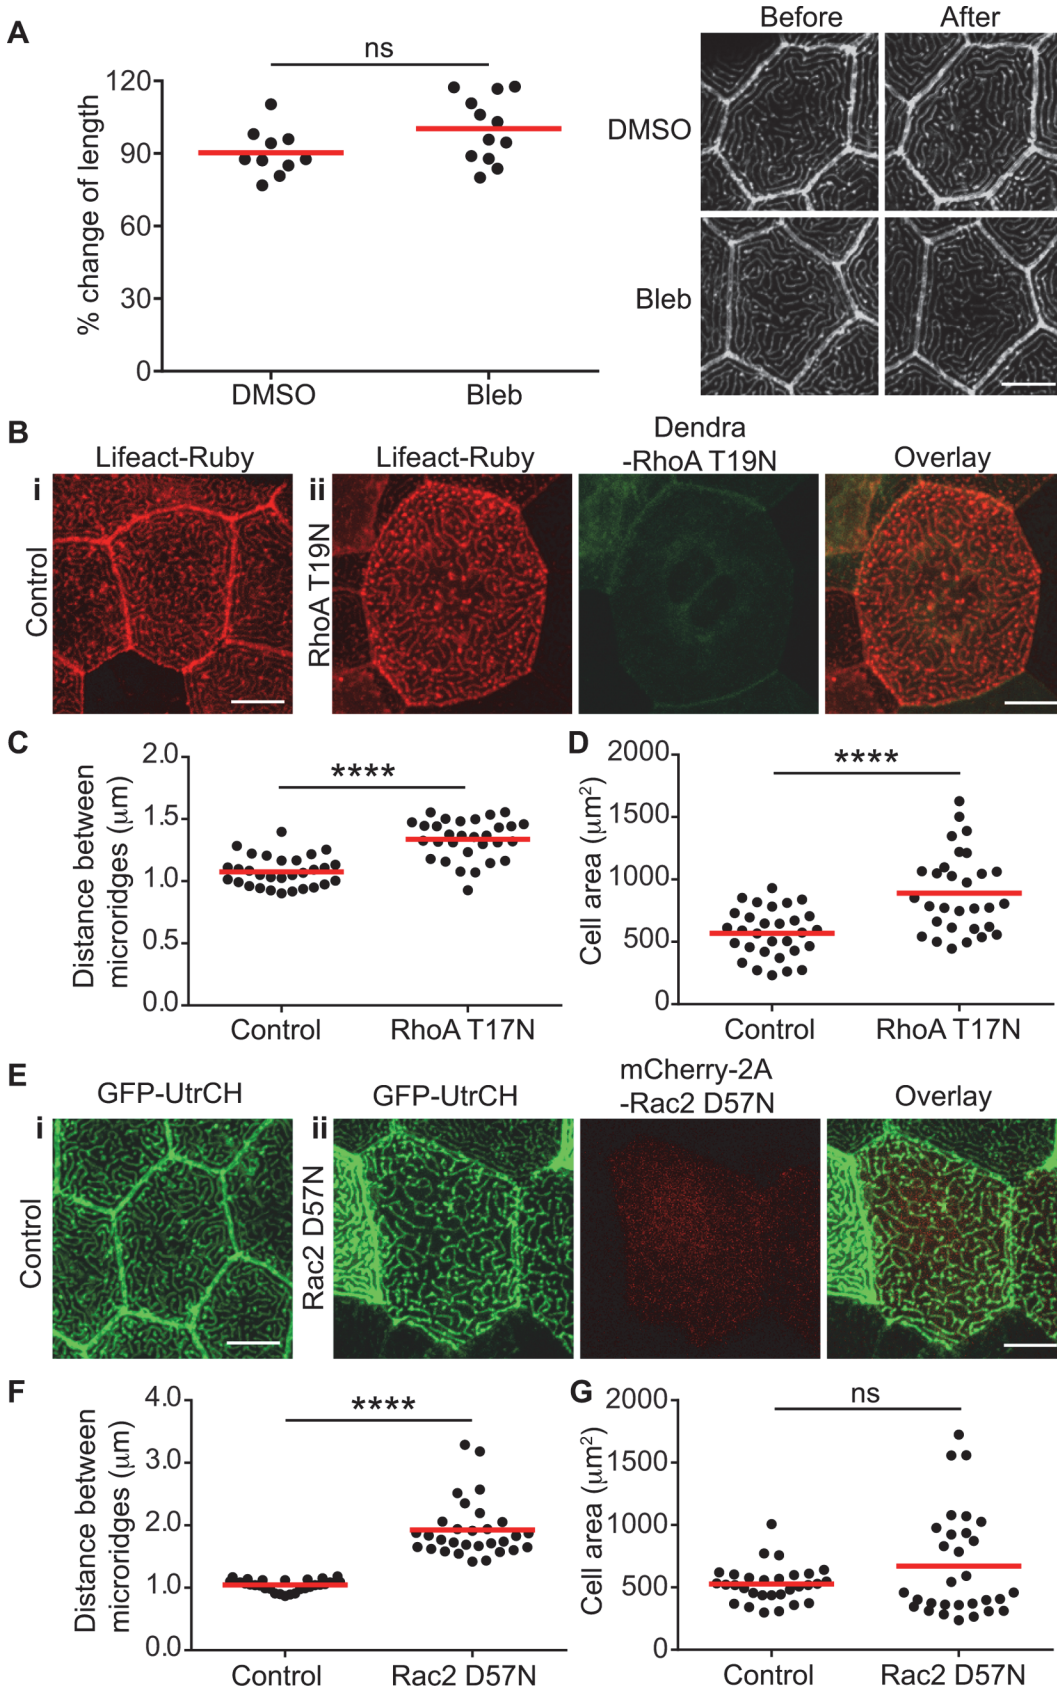 A
ns
Before
After
120
90
60
30
0
% change of length
DMSO
Bleb
DMSO
Bleb
B
Lifeact-Ruby
Lifeact-Ruby
Dendra
-RhoA T19N
Overlay
i
ii
Control
RhoA T19N
C
2.0
1.5
1.0
0.5
0.0
Distance between
microridges (μm)
****
Control
RhoA T17N
D
2000
1500
1000
500
0
Cell area (μm²)
****
Control
RhoA T17N
E
GFP-UtrCH
GFP-UtrCH
mCherry-2A
-Rac2 D57N
Overlay
i
ii
Control
Rac2 D57N
F
4.0
3.0
2.0
1.0
0.0
Distance between
microridges (μm)
****
Control
Rac2 D57N
G
2000
1500
1000
500
0
Cell area (μm²)
ns
Control
Rac2 D57N